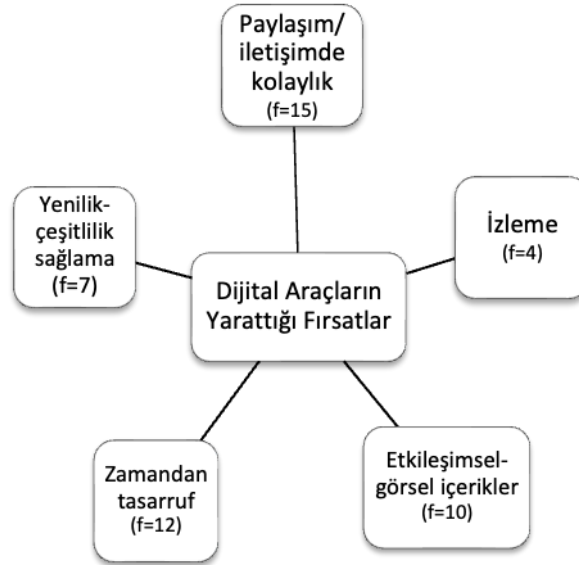 Paylaşım/
iletişimde
kolaylık
(f=15)
Yenilik-
çeşitlilik
sağlama
(f=7)
İzleme
(f=4)
Dijital Araçların
Yarattığı Fırsatlar
Zamandan
tasarruf
(f=12)
Etkileşimsel-
görsel içerikler
(f=10)